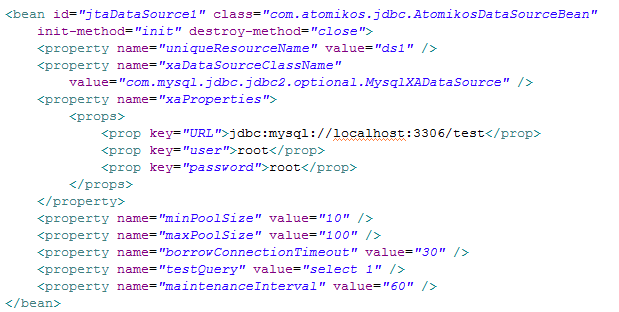 <bean id="jtaDataSource1" class="com.atomikos.jdbc.AtomikosDataSourceBean"
    init-method="init" destroy-method="close">
    <property name="uniqueResourceName" value="ds1" />
    <property name="xaDataSourceClassName"
        value="com.mysql.jdbc.jdbc2.optional.MysqlXADataSource" />
    <property name="xaProperties">
        <props>
            <prop key="URL">jdbc:mysql://localhost:3306/test</prop>
            <prop key="user">root</prop>
            <prop key="password">root</prop>
        </props>
    </property>
    <property name="minPoolSize" value="10" />
    <property name="maxPoolSize" value="100" />
    <property name="borrowConnectionTimeout" value="30" />
    <property name="testQuery" value="select 1" />
    <property name="maintenanceInterval" value="60" />
</bean>